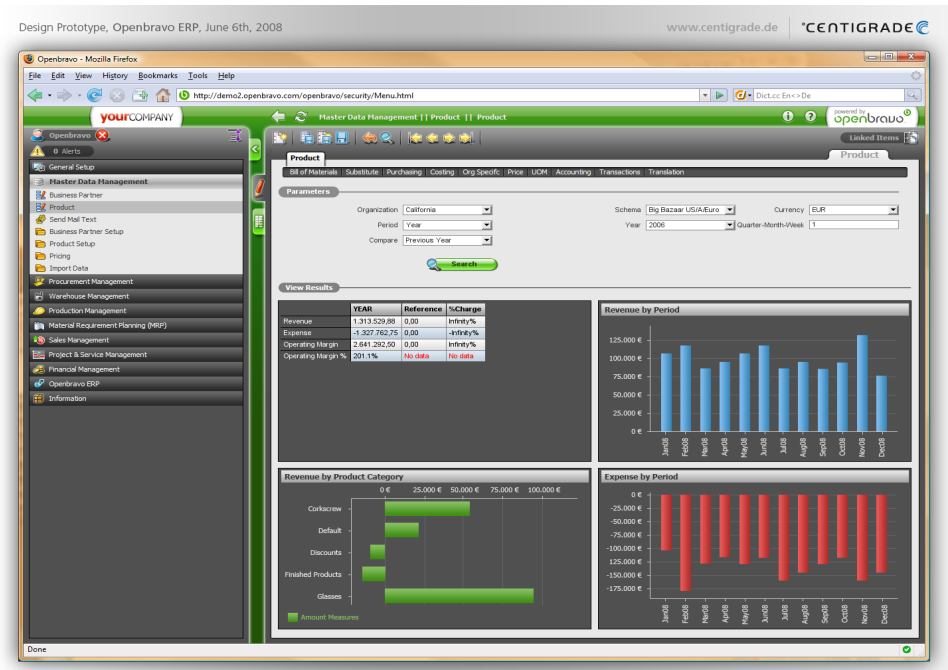 Design Prototype, Openbravo ERP, June 6th, 2008
www.centigrade.de
°CENTIGRADE
Openbravo - Mozilla Firefox
File Edit View History Bookmarks Tools Help
http://demo2.openbravo.com/openbravo/security/Menu.html
Dict.cc En<>De
yourCOMPANY
Master Data Management || Product || Product
powered by
openbravo
Openbravo
0 Alerts
Linked Items
General Setup
Master Data Management
Business Partner
Product
Send Mail Text
Business Partner Setup
Product Setup
Pricing
Import Data
Procurement Management
Warehouse Management
Production Management
Material Requirement Planning (MRP)
Sales Management
Project & Service Management
Financial Management
Openbravo ERP
Information
Product
Product
Bill of Materials Substitute Purchasing Costing Org Specifc Price UOM Accounting Transactions Translation
Parameters
Organization California
Schema Big Bazaar US/A/Euro
Currency EUR
Period Year
Year 2006
Quarter-Month-Week 1
Compare Previous Year
Search
View Results
YEAR Reference %Charge
Revenue 1.313.529,88 0,00 Infinity%
Expense -1.327.762,75 0,00 -Infinity%
Operating Margin 2.641.292,50 0,00 Infinity%
Operating Margin % 201.1% No data No data
Revenue by Period
125.000 €
100.000 €
75.000 €
50.000 €
25.000 €
0 €
Jan08 Feb08 Mar08 Apr08 May08 Jun08 Jul08 Aug08 Sep08 Oct08 Nov08 Dec08
Revenue by Product Category
0 € 25.000 € 50.000 € 75.000 € 100.000 €
Corkscrew
Default
Discounts
Finished Products
Glasses
Amount Measures
Expense by Period
0 €
-25.000 €
-50.000 €
-75.000 €
-100.000 €
-125.000 €
-150.000 €
-175.000 €
Jan08 Feb08 Mar08 Apr08 May08 Jun08 Jul08 Aug08 Sep08 Oct08 Nov08 Dec08
Done